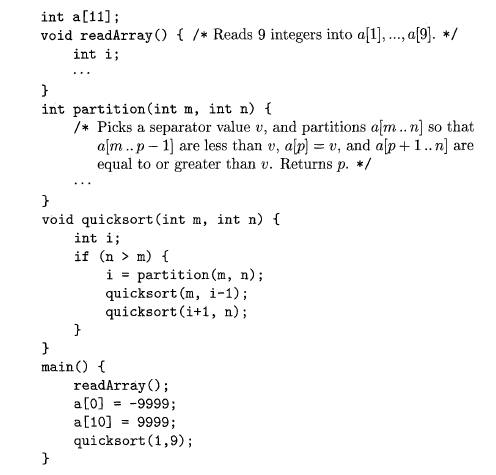 int a[11];
void readArray() { /* Reads 9 integers into a[1], ..., a[9]. */
int i;
...
}
int partition(int m, int n) {
/* Picks a separator value v, and partitions a[m .. n] so that
a[m .. p − 1] are less than v, a[p] = v, and a[p + 1 .. n] are
equal to or greater than v. Returns p. */
...
}
void quicksort(int m, int n) {
int i;
if (n > m) {
i = partition(m, n);
quicksort(m, i-1);
quicksort(i+1, n);
}
}
main() {
readArray();
a[0] = -9999;
a[10] = 9999;
quicksort(1,9);
}